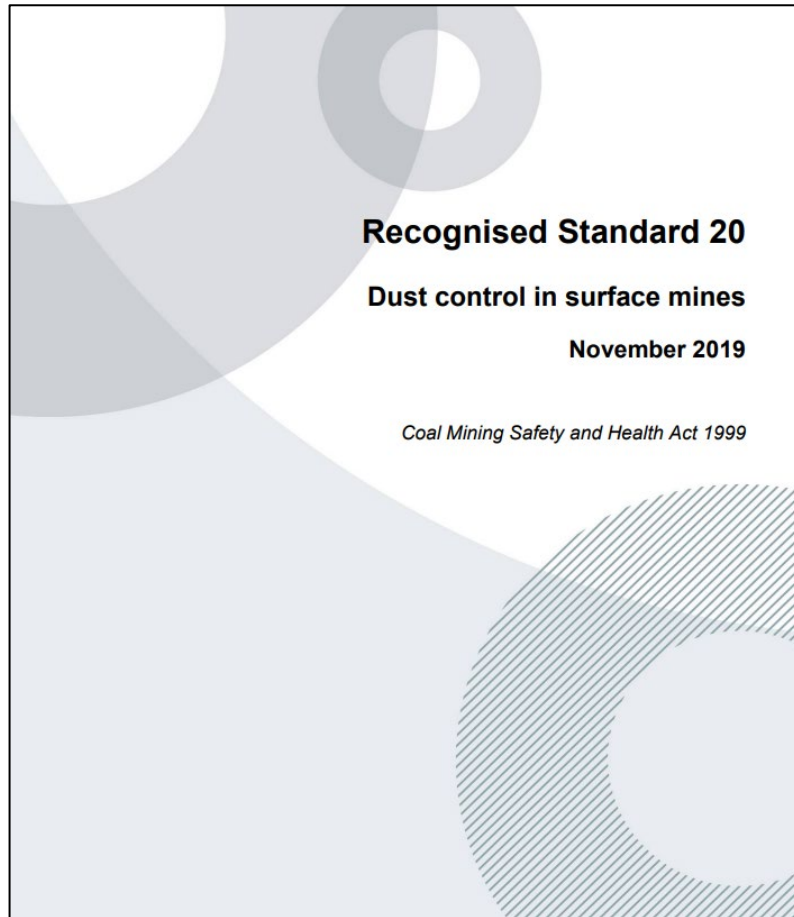 Recognised Standard 20
Dust control in surface mines
November 2019
Coal Mining Safety and Health Act 1999